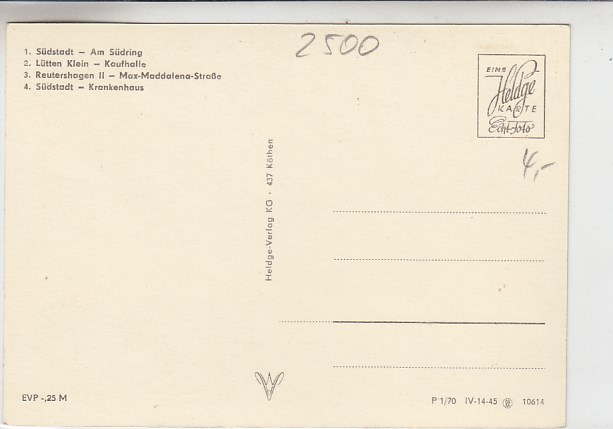 1. Südstadt – Am Südring
2. Lütten Klein – Kaufhalle
3. Reutershagen II – Max-Maddalena-Straße
4. Südstadt – Krankenhaus
2500
EINE
Heldge
KARTE
Echt-foto
4,-
Heldge-Verlag KG · 437 Köthen
EVP -,25 M
P 1/70 IV-14-45 10614